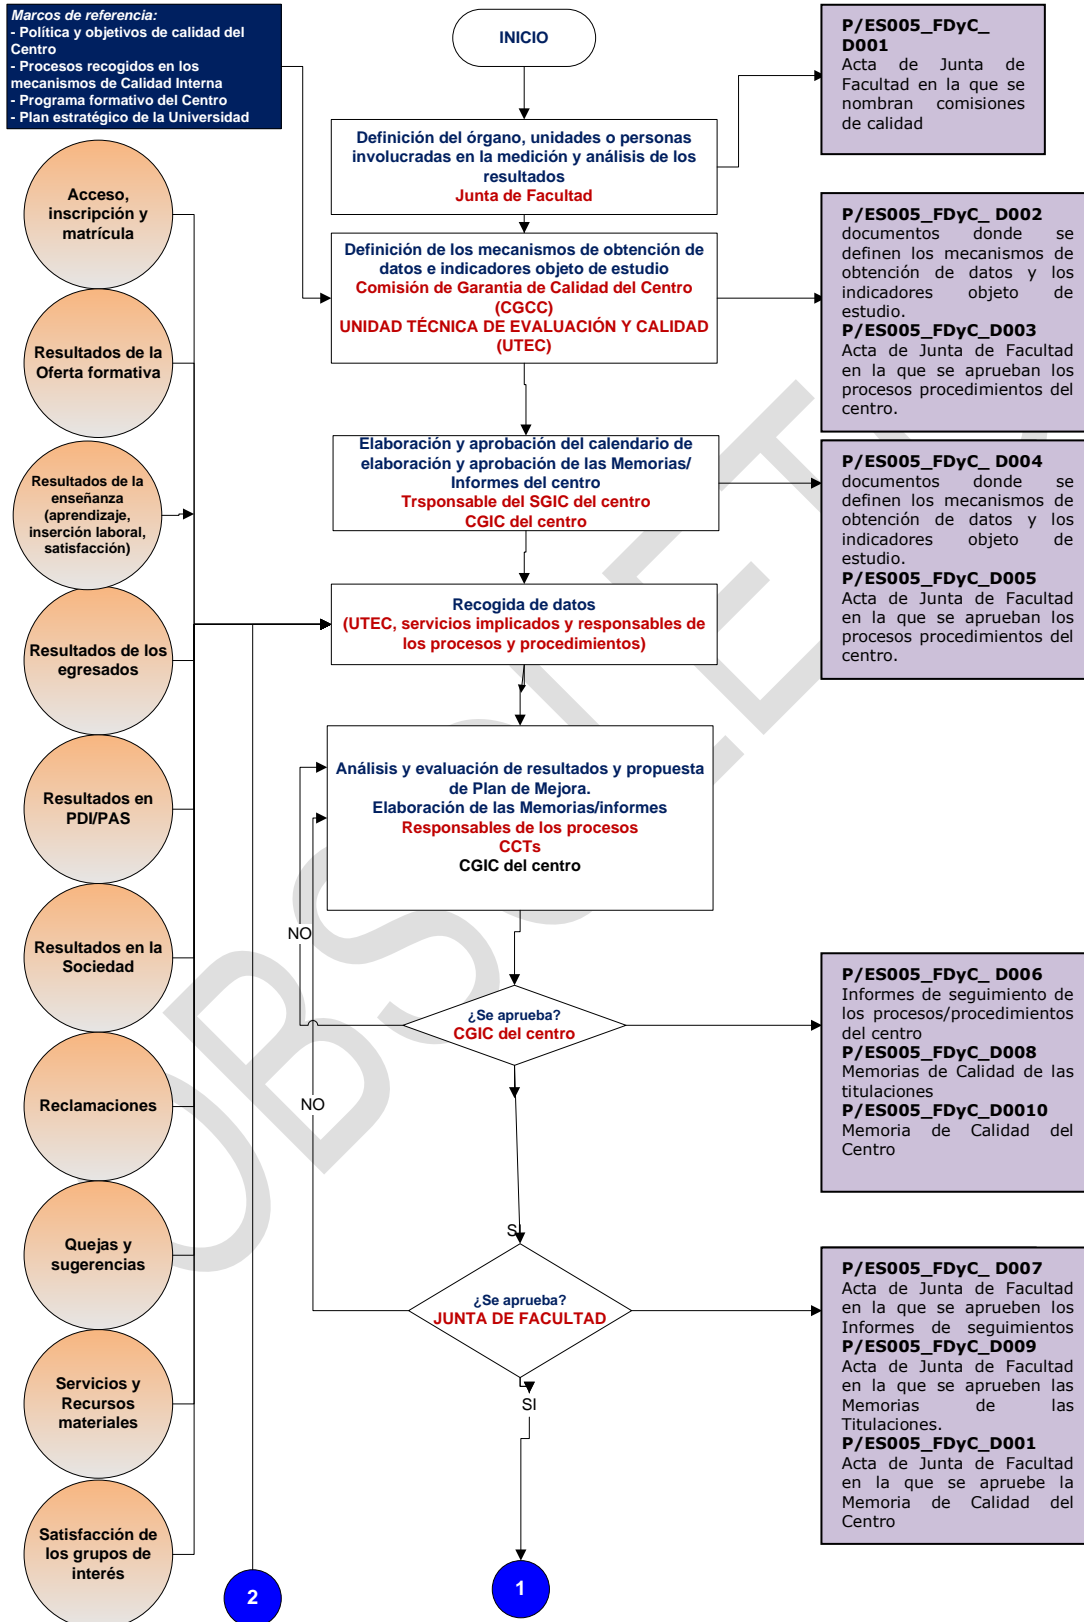 Marcos de referencia:
- Política y objetivos de calidad del
Centro
- Procesos recogidos en los
mecanismos de Calidad Interna
- Programa formativo del Centro
- Plan estratégico de la Universidad
INICIO
P/ES005_FDyC_
D001
Acta de Junta de
Facultad en la que se
nombran comisiones
de calidad
Definición del órgano, unidades o personas
involucradas en la medición y análisis de los
resultados
Junta de Facultad
Acceso,
inscripción y
matrícula
Definición de los mecanismos de obtención de
datos e indicadores objeto de estudio
Comisión de Garantia de Calidad del Centro
(CGCC)
UNIDAD TÉCNICA DE EVALUACIÓN Y CALIDAD
(UTEC)
P/ES005_FDyC_ D002
documentos donde se
definen los mecanismos de
obtención de datos y los
indicadores objeto de
estudio.
P/ES005_FDyC_D003
Acta de Junta de Facultad
en la que se aprueban los
procesos procedimientos del
centro.
Resultados de la
Oferta formativa
Elaboración y aprobación del calendario de
elaboración y aprobación de las Memorias/
Informes del centro
Trsponsable del SGIC del centro
CGIC del centro
P/ES005_FDyC_ D004
documentos donde se
definen los mecanismos de
obtención de datos y los
indicadores objeto de
estudio.
P/ES005_FDyC_D005
Acta de Junta de Facultad
en la que se aprueban los
procesos procedimientos del
centro.
Resultados de la
enseñanza
(aprendizaje,
inserción laboral,
satisfacción)
Recogida de datos
(UTEC, servicios implicados y responsables de
los procesos y procedimientos)
Resultados de los
egresados
Análisis y evaluación de resultados y propuesta
de Plan de Mejora.
Elaboración de las Memorias/informes
Responsables de los procesos
CCTs
CGIC del centro
Resultados en
PDI/PAS
NO
Resultados en la
Sociedad
¿Se aprueba?
CGIC del centro
P/ES005_FDyC_ D006
Informes de seguimiento de
los procesos/procedimientos
del centro
P/ES005_FDyC_D008
Memorias de Calidad de las
titulaciones
P/ES005_FDyC_D0010
Memoria de Calidad del
Centro
NO
Reclamaciones
SI
Quejas y
sugerencias
¿Se aprueba?
JUNTA DE FACULTAD
P/ES005_FDyC_ D007
Acta de Junta de Facultad
en la que se aprueben los
Informes de seguimientos
P/ES005_FDyC_D009
Acta de Junta de Facultad
en la que se aprueben las
Memorias de las
Titulaciones.
P/ES005_FDyC_D001
Acta de Junta de Facultad
en la que se apruebe la
Memoria de Calidad del
Centro
SI
Servicios y
Recursos
materiales
Satisfacción de
los grupos de
interés
2
1
OBSOLETO